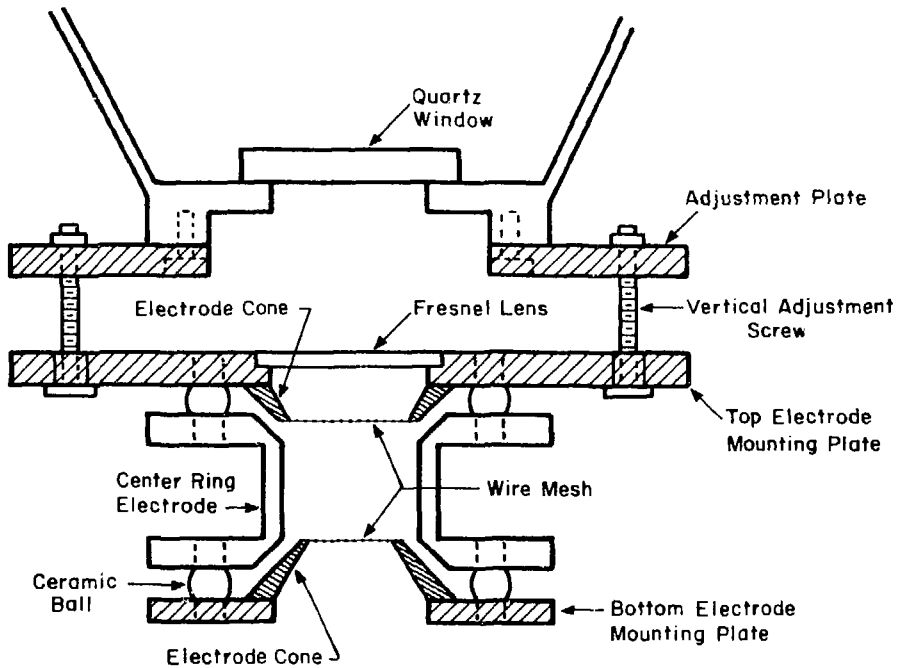 Quartz
Window
Adjustment Plate
Electrode Cone
Fresnel Lens
Vertical Adjustment
Screw
Top Electrode
Mounting Plate
Center Ring
Electrode
Wire Mesh
Ceramic
Ball
Bottom Electrode
Mounting Plate
Electrode Cone